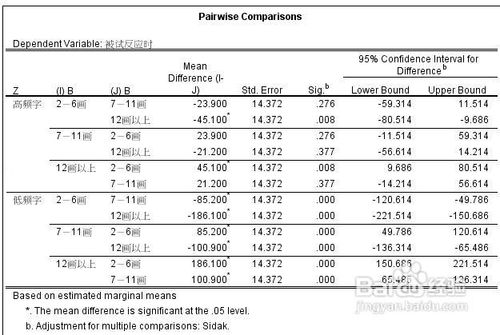 Pairwise Comparisons
Dependent Variable: 被试反应时
95% Confidence Interval for
Mean Difference b
Difference (I-
Z (I) B (J) B J) Std. Error Sig.b Lower Bound Upper Bound
高频字 2-6画 7-11画 -23.900 14.372 .276 -59.314 11.514
12画以上 -45.100* 14.372 .008 -80.514 -9.686
7-11画 2-6画 23.900 14.372 .276 -11.514 59.314
12画以上 -21.200 14.372 .377 -56.614 14.214
12画以上 2-6画 45.100* 14.372 .008 9.686 80.514
7-11画 21.200 14.372 .377 -14.214 56.614
低频字 2-6画 7-11画 -85.200* 14.372 .000 -120.614 -49.786
12画以上 -186.100* 14.372 .000 -221.514 -150.686
7-11画 2-6画 85.200* 14.372 .000 49.786 120.614
12画以上 -100.900* 14.372 .000 -136.314 -65.486
12画以上 2-6画 186.100* 14.372 .000 150.686 221.514
7-11画 100.900* 14.372 .000 65.486 136.314
Based on estimated marginal means
*. The mean difference is significant at the .05 level.
b. Adjustment for multiple comparisons: Sidak.
Baidu 百度经验
jingyan.baidu.com